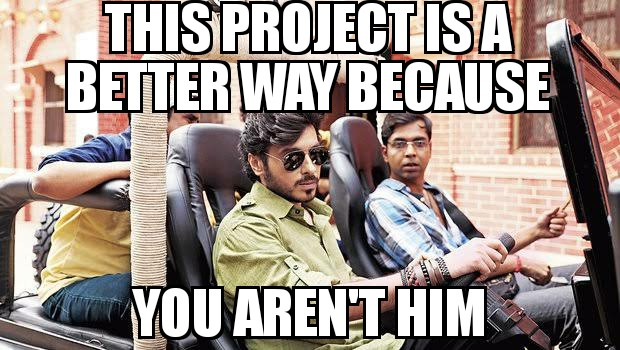 THIS PROJECT IS A
BETTER WAY BECAUSE
YOU AREN'T HIM